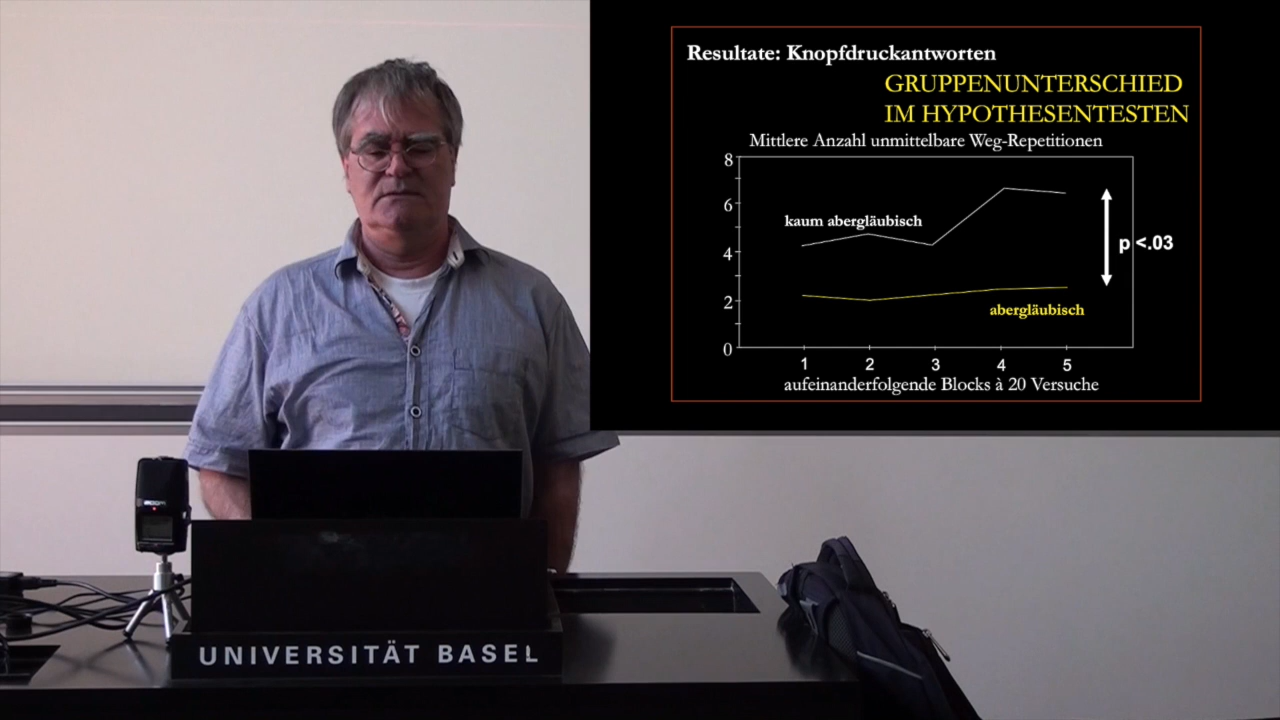 Resultate: Knopfdruckantworten
GRUPPENUNTERSCHIED
IM HYPOTHESENTESTEN
Mittlere Anzahl unmittelbare Weg-Repetitionen
8
6
4
2
0
kaum abergläubisch
p <.03
abergläubisch
1 2 3 4 5
aufeinanderfolgende Blocks à 20 Versuche
UNIVERSITÄT BASEL